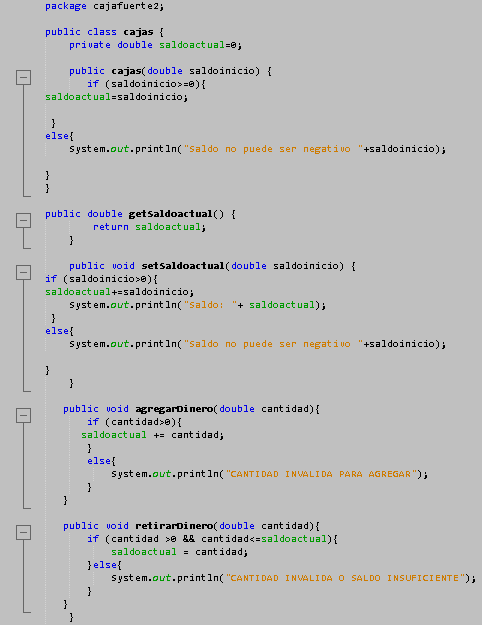 package cajafuerte2;
public class cajas {
private double saldoactual=0;
public cajas(double saldoinicio) {
if (saldoinicio>=0){
saldoactual=saldoinicio;
}
else{
System.out.println("Saldo no puede ser negativo "+saldoinicio);
}
}
public double getSaldoactual() {
return saldoactual;
}
public void setSaldoactual(double saldoinicio) {
if (saldoinicio>0){
saldoactual+=saldoinicio;
System.out.println("Saldo: "+ saldoactual);
}
else{
System.out.println("Saldo no puede ser negativo "+saldoinicio);
}
}
public void agregarDinero(double cantidad){
if (cantidad>0){
saldoactual += cantidad;
}
else{
System.out.println("CANTIDAD INVALIDA PARA AGREGAR");
}
}
public void retirarDinero(double cantidad){
if (cantidad >0 && cantidad<=saldoactual){
saldoactual = cantidad;
}else{
System.out.println("CANTIDAD INVALIDA O SALDO INSUFICIENTE");
}
}
}